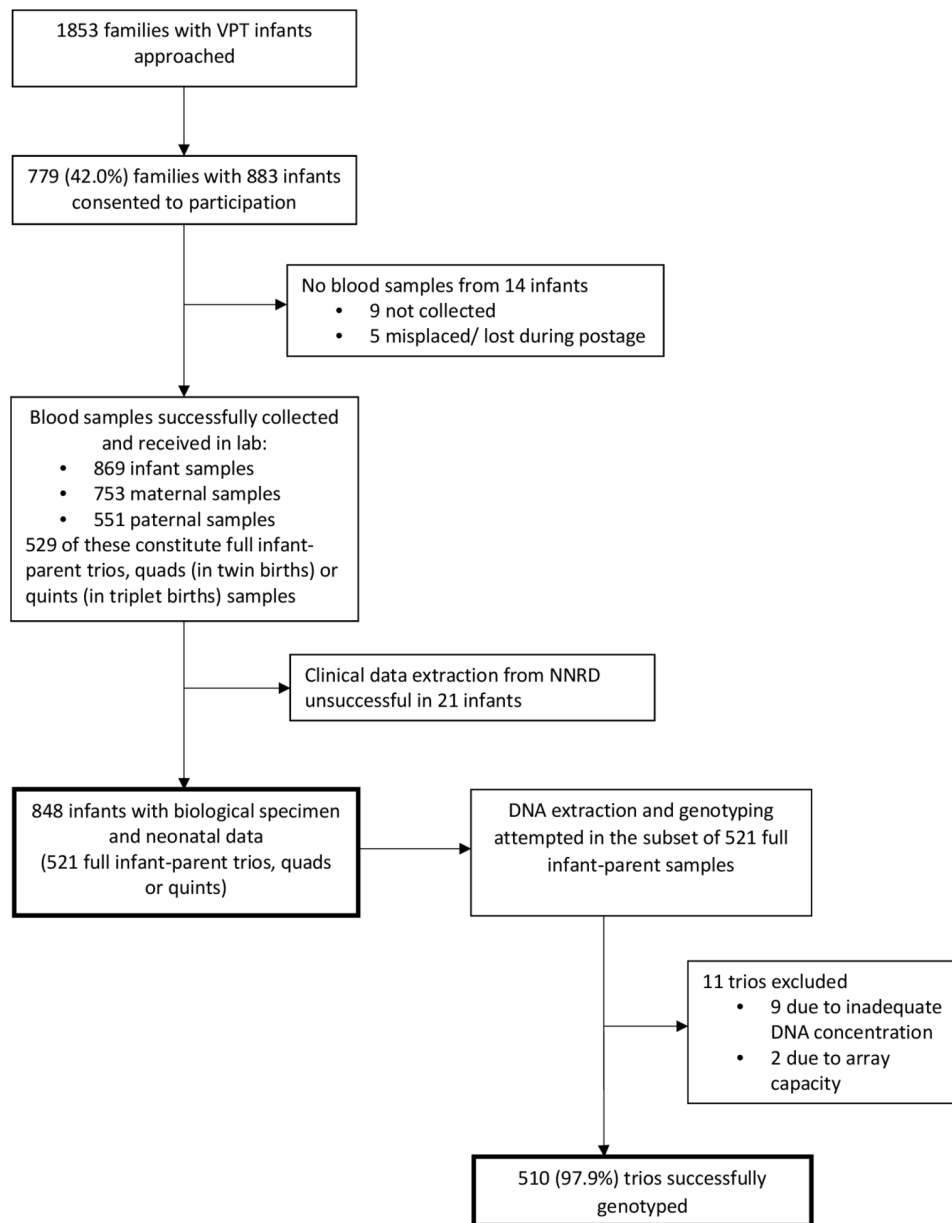 1853 families with VPT infants
approached
779 (42.0%) families with 883 infants
consented to participation
No blood samples from 14 infants
• 9 not collected
• 5 misplaced/ lost during postage
Blood samples successfully collected
and received in lab:
• 869 infant samples
• 753 maternal samples
• 551 paternal samples
529 of these constitute full infant-
parent trios, quads (in twin births) or
quints (in triplet births) samples
Clinical data extraction from NNRD
unsuccessful in 21 infants
848 infants with biological specimen
and neonatal data
(521 full infant-parent trios, quads
or quints)
DNA extraction and genotyping
attempted in the subset of 521 full
infant-parent samples
11 trios excluded
• 9 due to inadequate
DNA concentration
• 2 due to array
capacity
510 (97.9%) trios successfully
genotyped